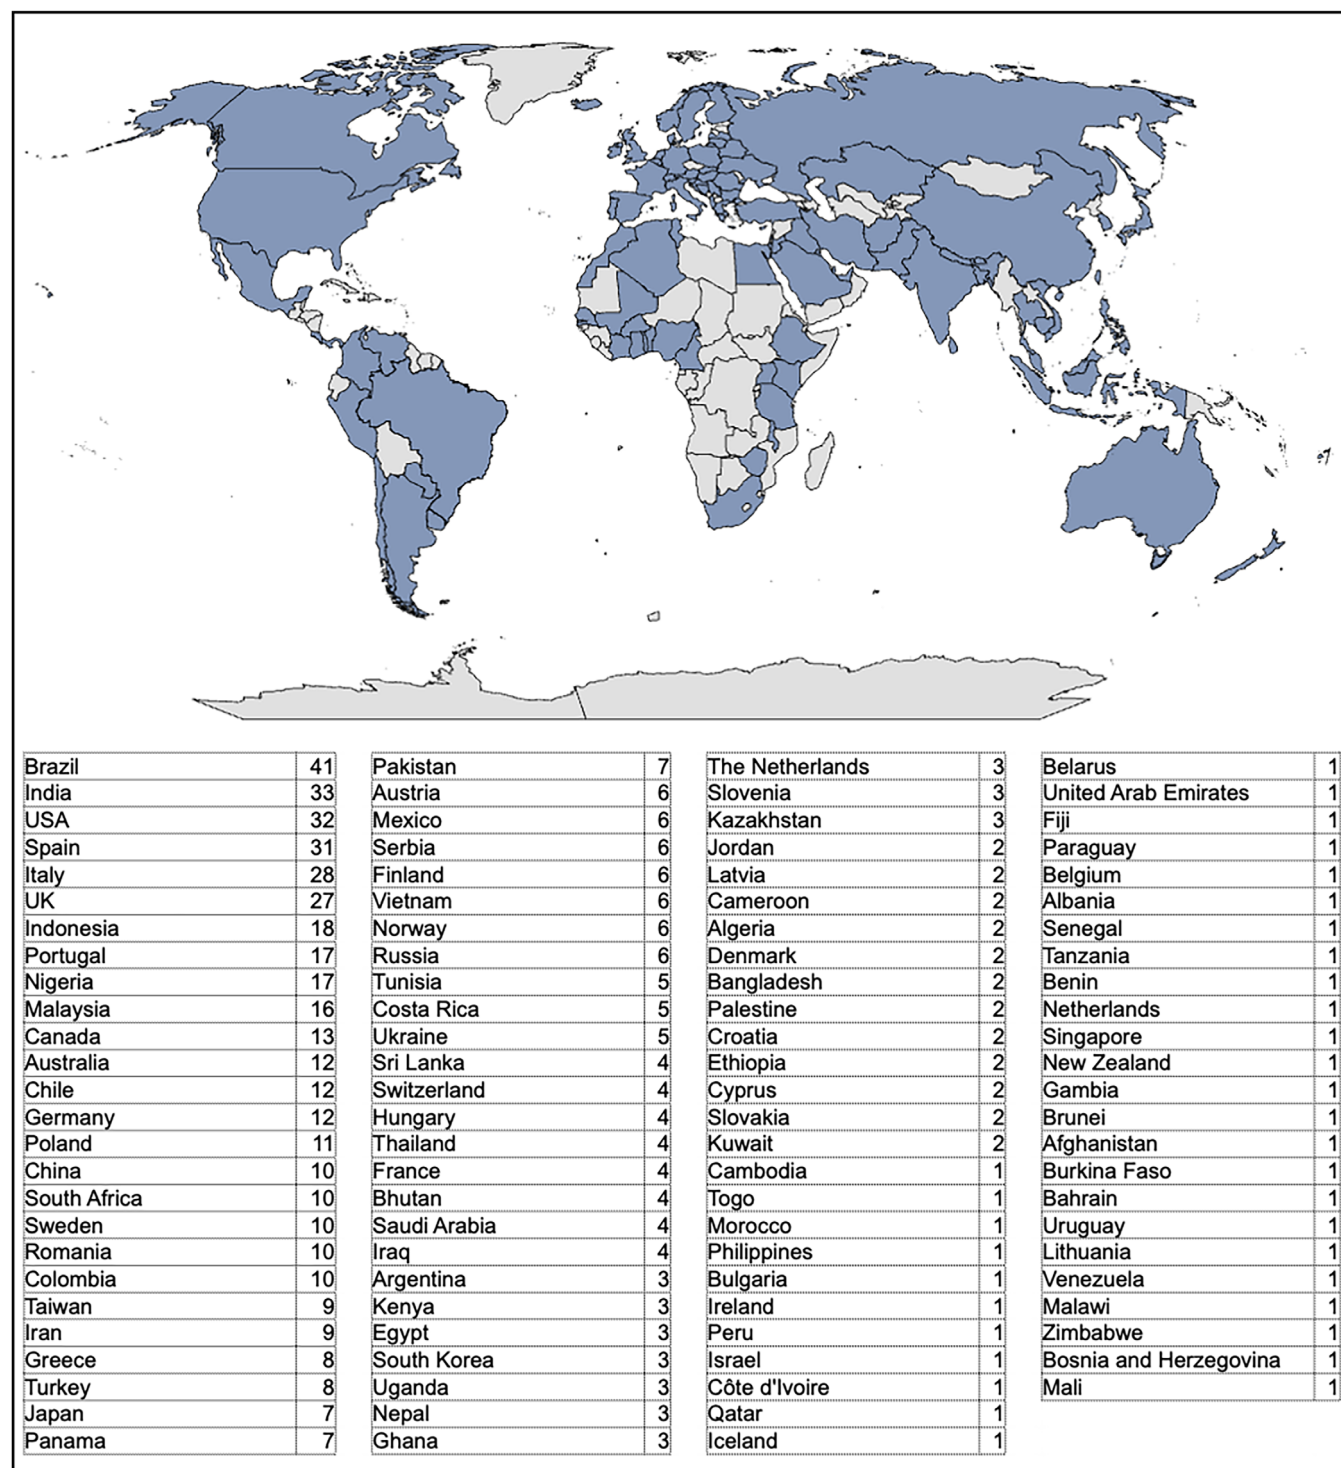 Brazil 41
India 33
USA 32
Spain 31
Italy 28
UK 27
Indonesia 18
Portugal 17
Nigeria 17
Malaysia 16
Canada 13
Australia 12
Chile 12
Germany 12
Poland 11
China 10
South Africa 10
Sweden 10
Romania 10
Colombia 10
Taiwan 9
Iran 9
Greece 8
Turkey 8
Japan 7
Panama 7
Pakistan 7
Austria 6
Mexico 6
Serbia 6
Finland 6
Vietnam 6
Norway 6
Russia 6
Tunisia 5
Costa Rica 5
Ukraine 5
Sri Lanka 4
Switzerland 4
Hungary 4
Thailand 4
France 4
Bhutan 4
Saudi Arabia 4
Iraq 4
Argentina 3
Kenya 3
Egypt 3
South Korea 3
Uganda 3
Nepal 3
Ghana 3
The Netherlands 3
Slovenia 3
Kazakhstan 3
Jordan 2
Latvia 2
Cameroon 2
Algeria 2
Denmark 2
Bangladesh 2
Palestine 2
Croatia 2
Ethiopia 2
Cyprus 2
Slovakia 2
Kuwait 2
Cambodia 1
Togo 1
Morocco 1
Philippines 1
Bulgaria 1
Ireland 1
Peru 1
Israel 1
Côte d'Ivoire 1
Qatar 1
Iceland 1
Belarus 1
United Arab Emirates 1
Fiji 1
Paraguay 1
Belgium 1
Albania 1
Senegal 1
Tanzania 1
Benin 1
Netherlands 1
Singapore 1
New Zealand 1
Gambia 1
Brunei 1
Afghanistan 1
Burkina Faso 1
Bahrain 1
Uruguay 1
Lithuania 1
Venezuela 1
Malawi 1
Zimbabwe 1
Bosnia and Herzegovina 1
Mali 1